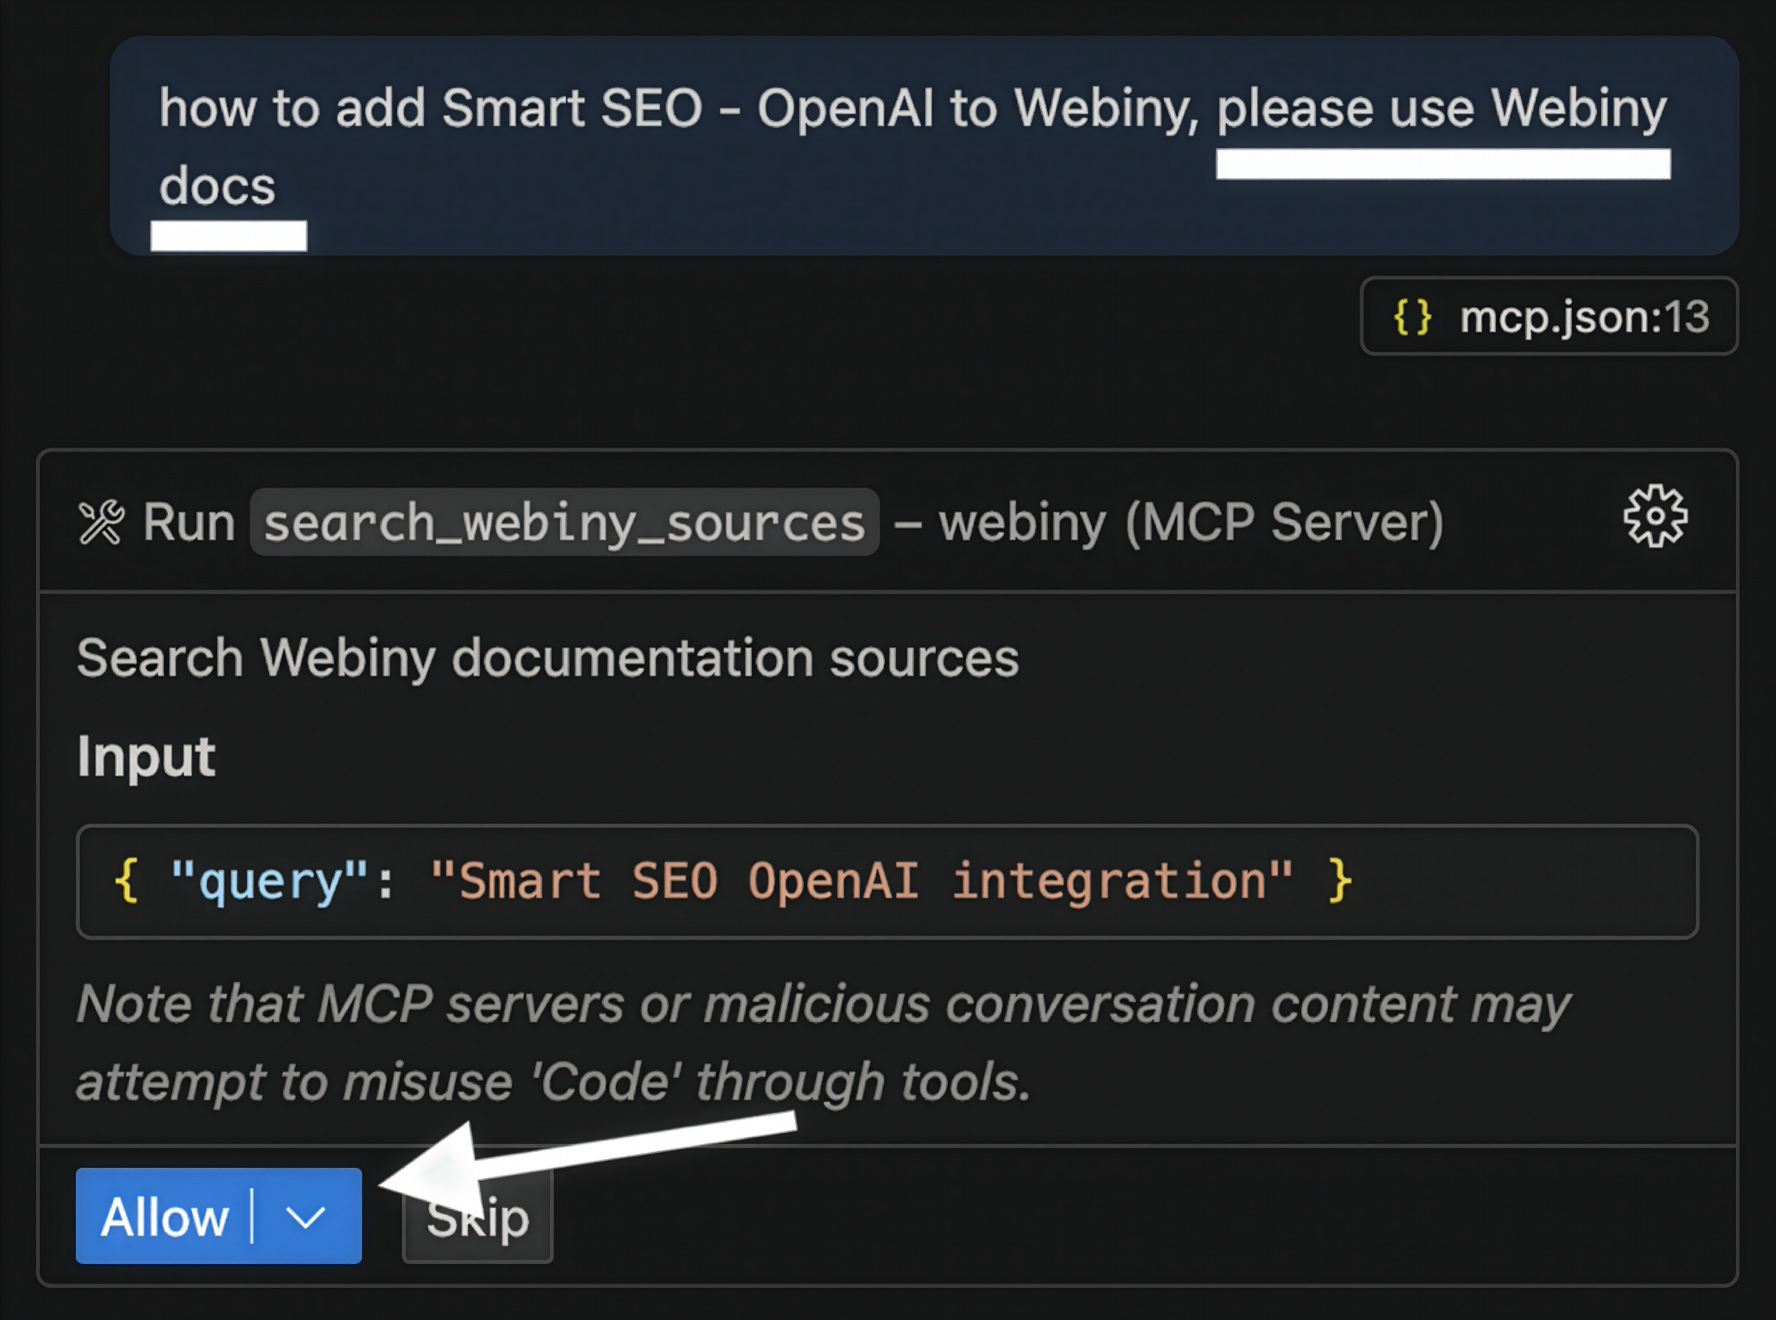 how to add Smart SEO - OpenAI to Webiny, please use Webiny
docs
{} mcp.json:13
Run search_webiny_sources – webiny (MCP Server)
Search Webiny documentation sources
Input
{ "query": "Smart SEO OpenAI integration" }
Note that MCP servers or malicious conversation content may
attempt to misuse 'Code' through tools.
Allow Skip